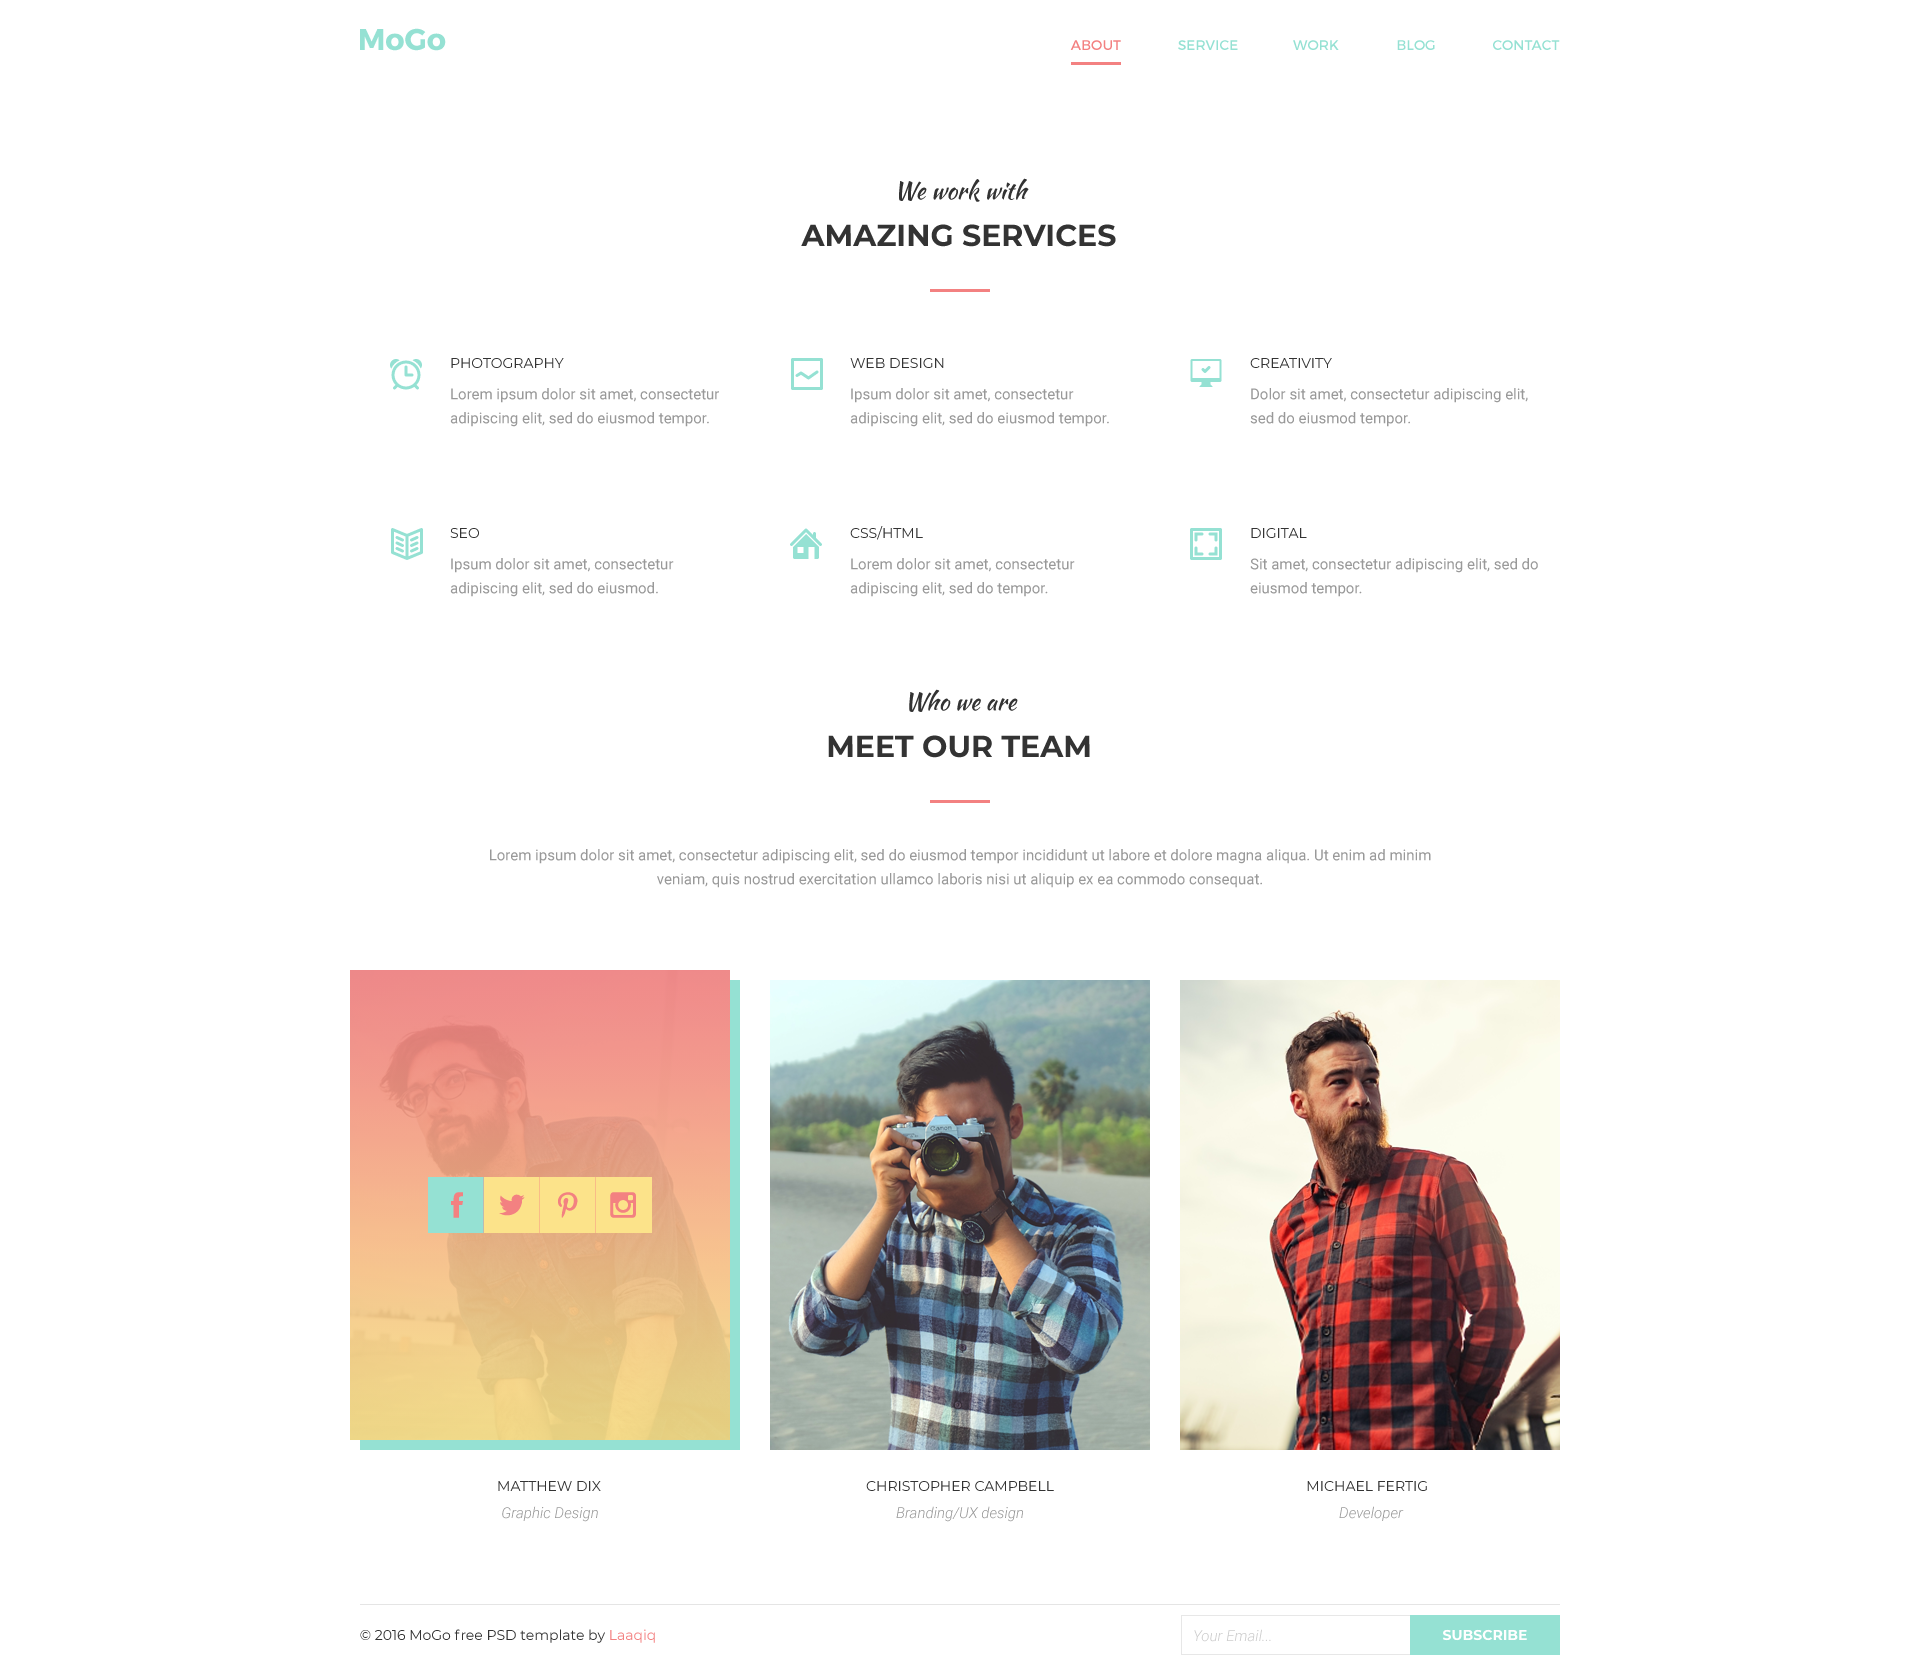 MoGo
ABOUT
SERVICE
WORK
BLOG
CONTACT
We work with
AMAZING SERVICES
PHOTOGRAPHY
Lorem ipsum dolor sit amet, consectetur
adipiscing elit, sed do eiusmod tempor.
WEB DESIGN
Ipsum dolor sit amet, consectetur
adipiscing elit, sed do eiusmod tempor.
CREATIVITY
Dolor sit amet, consectetur adipiscing elit,
sed do eiusmod tempor.
SEO
Ipsum dolor sit amet, consectetur
adipiscing elit, sed do eiusmod.
CSS/HTML
Lorem dolor sit amet, consectetur
adipiscing elit, sed do tempor.
DIGITAL
Sit amet, consectetur adipiscing elit, sed do
eiusmod tempor.
Who we are
MEET OUR TEAM
Lorem ipsum dolor sit amet, consectetur adipiscing elit, sed do eiusmod tempor incididunt ut labore et dolore magna aliqua. Ut enim ad minim
veniam, quis nostrud exercitation ullamco laboris nisi ut aliquip ex ea commodo consequat.
Canon
MATTHEW DIX
Graphic Design
CHRISTOPHER CAMPBELL
Branding/UX design
MICHAEL FERTIG
Developer
© 2016 MoGo free PSD template by Laaqiq
Your Email...
SUBSCRIBE